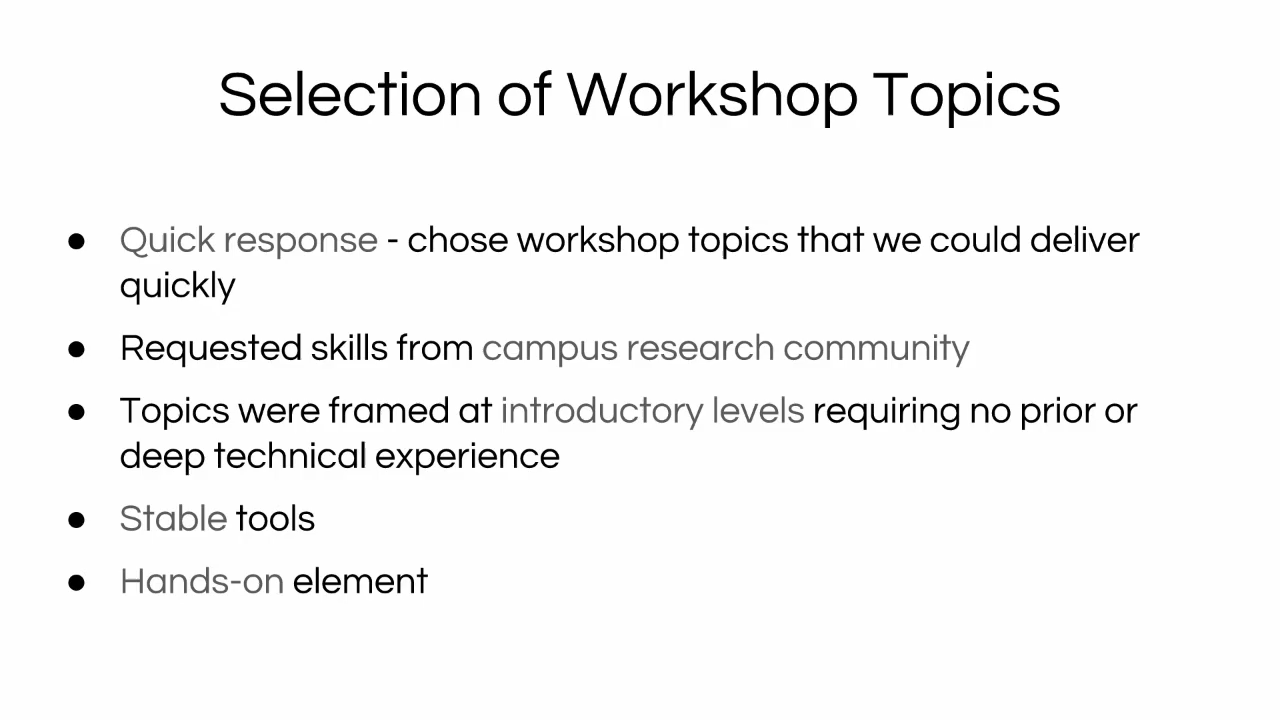 Selection of Workshop Topics
● Quick response - chose workshop topics that we could deliver
quickly
● Requested skills from campus research community
● Topics were framed at introductory levels requiring no prior or
deep technical experience
● Stable tools
● Hands-on element